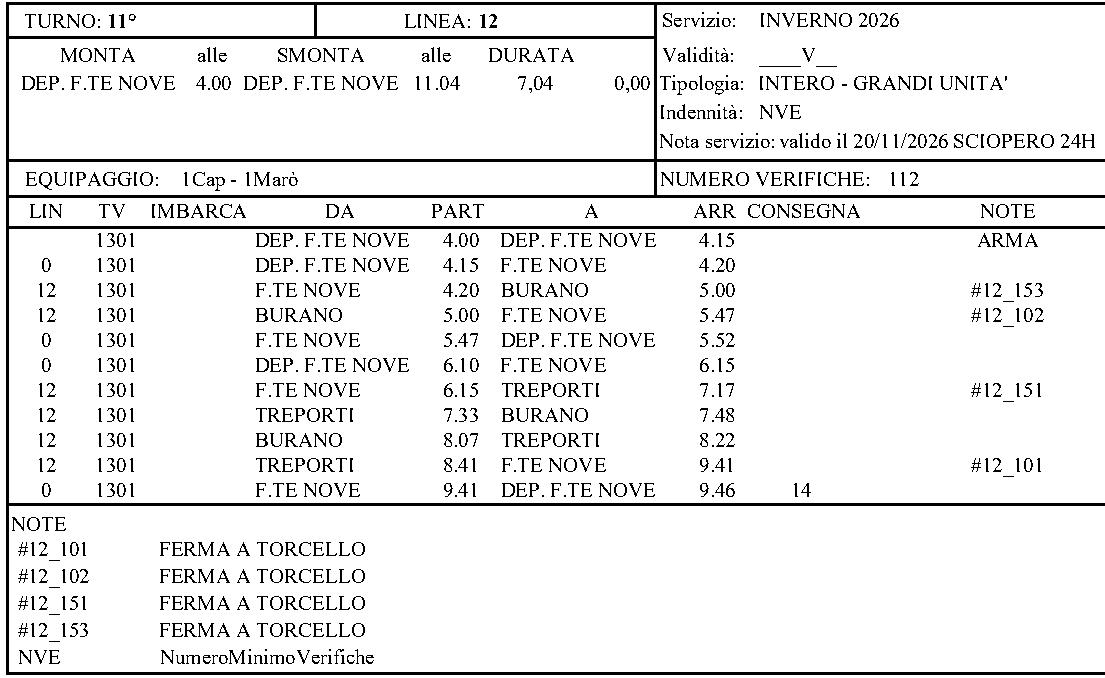 TURNO: 11° LINEA: 12 Servizio: INVERNO 2026
MONTA alle SMONTA alle DURATA Validità: ____V__
DEP. F.TE NOVE 4.00 DEP. F.TE NOVE 11.04 7,04 0,00 Tipologia: INTERO - GRANDI UNITA'
Indennità: NVE
Nota servizio: valido il 20/11/2026 SCIOPERO 24H
EQUIPAGGIO: 1Cap - 1Marò NUMERO VERIFICHE: 112
LIN TV IMBARCA DA PART A ARR CONSEGNA NOTE
1301 DEP. F.TE NOVE 4.00 DEP. F.TE NOVE 4.15 ARMA
0 1301 DEP. F.TE NOVE 4.15 F.TE NOVE 4.20
12 1301 F.TE NOVE 4.20 BURANO 5.00 #12_153
12 1301 BURANO 5.00 F.TE NOVE 5.47 #12_102
0 1301 F.TE NOVE 5.47 DEP. F.TE NOVE 5.52
0 1301 DEP. F.TE NOVE 6.10 F.TE NOVE 6.15
12 1301 F.TE NOVE 6.15 TREPORTI 7.17 #12_151
12 1301 TREPORTI 7.33 BURANO 7.48
12 1301 BURANO 8.07 TREPORTI 8.22
12 1301 TREPORTI 8.41 F.TE NOVE 9.41 #12_101
0 1301 F.TE NOVE 9.41 DEP. F.TE NOVE 9.46 14
NOTE
#12_101 FERMA A TORCELLO
#12_102 FERMA A TORCELLO
#12_151 FERMA A TORCELLO
#12_153 FERMA A TORCELLO
NVE NumeroMinimoVerifiche